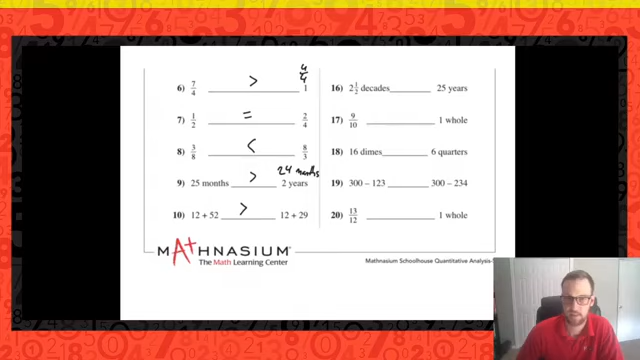 6) 7/4 > 4/4 1
7) 1/2 = 2/4
8) 3/8 < 8/3
9) 25 months > 24 months 2 years
10) 12 + 52 > 12 + 29
16) 2 1/2 decades 25 years
17) 9/10 1 whole
18) 16 dimes 6 quarters
19) 300 – 123 300 – 234
20) 13/12 1 whole
MATHNASIUM®
The Math Learning Center
Mathnasium Schoolhouse Quantitative Analysis-